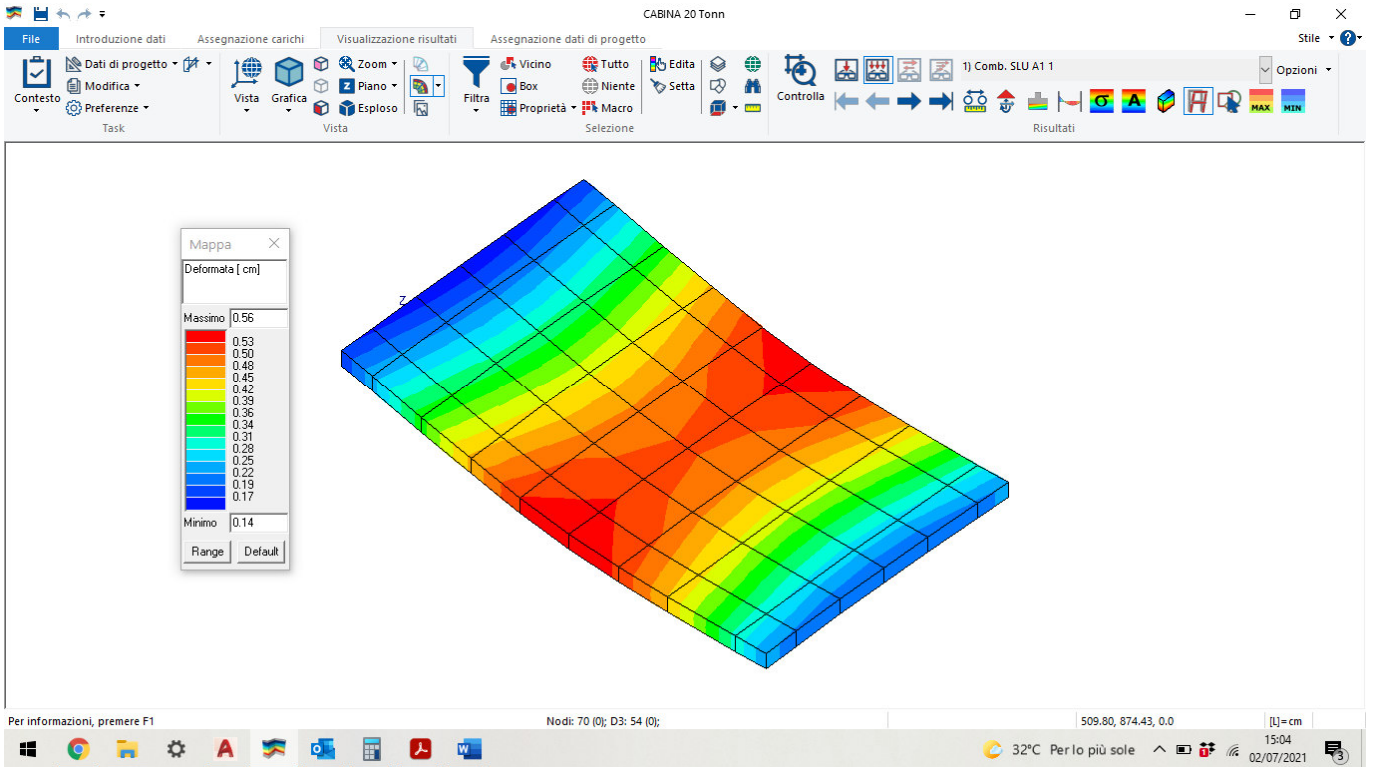 CABINA 20 Tonn
File Introduzione dati Assegnazione carichi Visualizzazione risultati Assegnazione dati di progetto Stile
Contesto
Dati di progetto
Modifica
Preferenze
Task
Vista
Grafica
Zoom
Piano
Esploso
Vista
Filtra
Vicino
Box
Proprietà
Tutto
Niente
Macro
Edita
Setta
Selezione
Controlla
1) Comb. SLU A1 1
Opzioni
σ
A
MAX
MIN
Risultati
Mappa
Deformata [ cm]
Massimo 0.56
0.53
0.50
0.48
0.45
0.42
0.39
0.36
0.34
0.31
0.28
0.25
0.22
0.19
0.17
Minimo 0.14
Range Default
Z
Per informazioni, premere F1 Nodi: 70 (0); D3: 54 (0); 509.80, 874.43, 0.0 [L]=cm
32°C Per lo più sole
15:04
02/07/2021
3